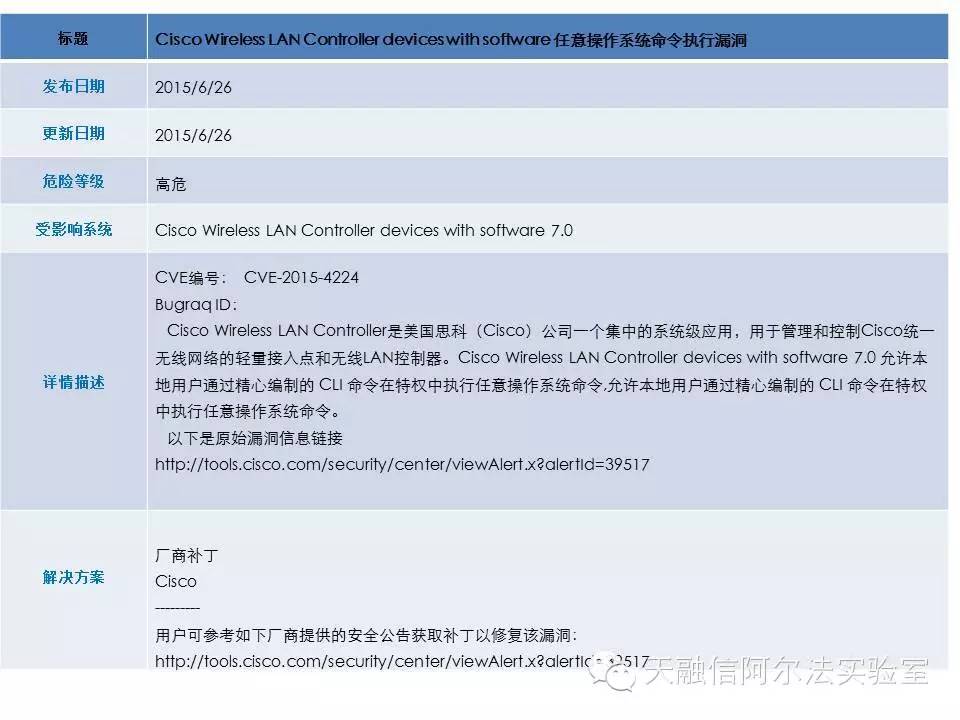 标题
Cisco Wireless LAN Controller devices with software 任意操作系统命令执行漏洞
发布日期
2015/6/26
更新日期
2015/6/26
危险等级
高危
受影响系统
Cisco Wireless LAN Controller devices with software 7.0
详情描述
CVE编号： CVE-2015-4224
Bugraq ID：
Cisco Wireless LAN Controller是美国思科（Cisco）公司一个集中的系统级应用，用于管理和控制Cisco统一
无线网络的轻量接入点和无线LAN控制器。Cisco Wireless LAN Controller devices with software 7.0 允许本
地用户通过精心编制的 CLI 命令在特权中执行任意操作系统命令,允许本地用户通过精心编制的 CLI 命令在特权
中执行任意操作系统命令。
以下是原始漏洞信息链接
http://tools.cisco.com/security/center/viewAlert.x?alertId=39517
解决方案
厂商补丁
Cisco
---------
用户可参考如下厂商提供的安全公告获取补丁以修复该漏洞：
http://tools.cisco.com/security/center/viewAlert.x?alertId=39517
天融信阿尔法实验室